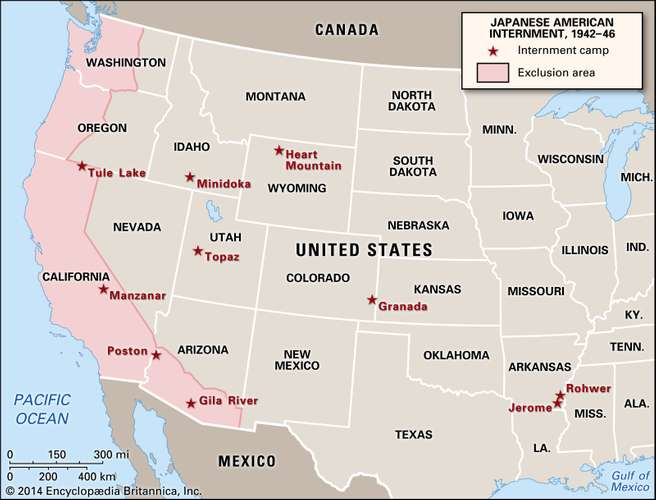 CANADA
JAPANESE AMERICAN
INTERNMENT, 1942–46
Internment camp
Exclusion area
WASHINGTON
MONTANA
NORTH
DAKOTA
MINN.
OREGON
IDAHO
Heart
Mountain
WYOMING
SOUTH
DAKOTA
WISCONSIN
MICH.
Tule Lake
Minidoka
NEVADA
UTAH
Topaz
UNITED STATES
NEBRASKA
IOWA
ILLINOIS
IND.
CALIFORNIA
Manzanar
COLORADO
Granada
KANSAS
MISSOURI
KY.
Poston
ARIZONA
Gila River
NEW
MEXICO
OKLAHOMA
ARKANSAS
TENN.
Rohwer
Jerome
MISS.
ALA.
TEXAS
LA.
PACIFIC
OCEAN
MEXICO
Gulf of
Mexico
0 150 300 mi
0 200 400 km
© 2014 Encyclopædia Britannica, Inc.